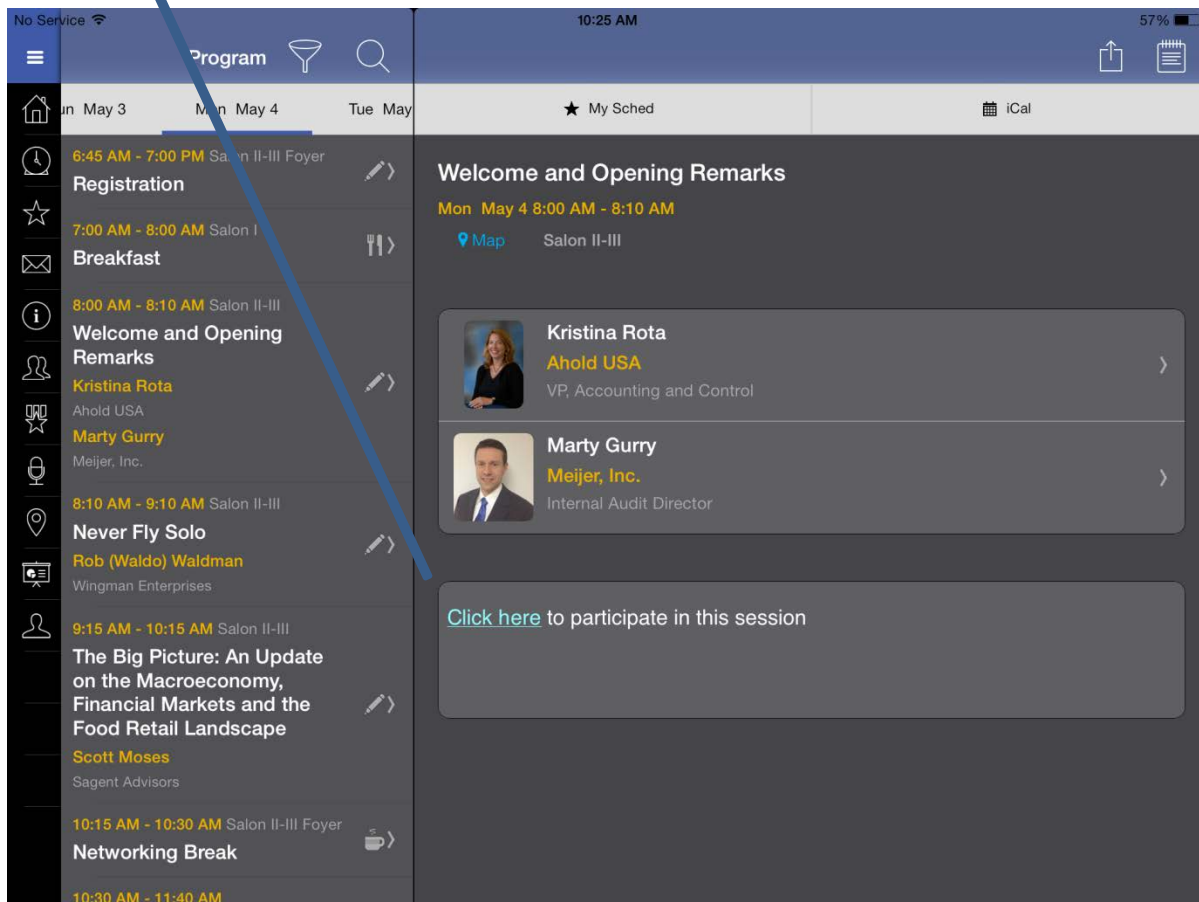 No Service
10:25 AM
57%
Program
un May 3
Mon May 4
Tue May
My Sched
iCal
6:45 AM - 7:00 PM Salon II-III Foyer
Registration
7:00 AM - 8:00 AM Salon I
Breakfast
8:00 AM - 8:10 AM Salon II-III
Welcome and Opening
Remarks
Kristina Rota
Ahold USA
Marty Gurry
Meijer, Inc.
8:10 AM - 9:10 AM Salon II-III
Never Fly Solo
Rob (Waldo) Waldman
Wingman Enterprises
9:15 AM - 10:15 AM Salon II-III
The Big Picture: An Update
on the Macroeconomy,
Financial Markets and the
Food Retail Landscape
Scott Moses
Sagent Advisors
10:15 AM - 10:30 AM Salon II-III Foyer
Networking Break
10:30 AM - 11:40 AM
Welcome and Opening Remarks
Mon May 4 8:00 AM - 8:10 AM
Map Salon II-III
Kristina Rota
Ahold USA
VP, Accounting and Control
Marty Gurry
Meijer, Inc.
Internal Audit Director
Click here to participate in this session